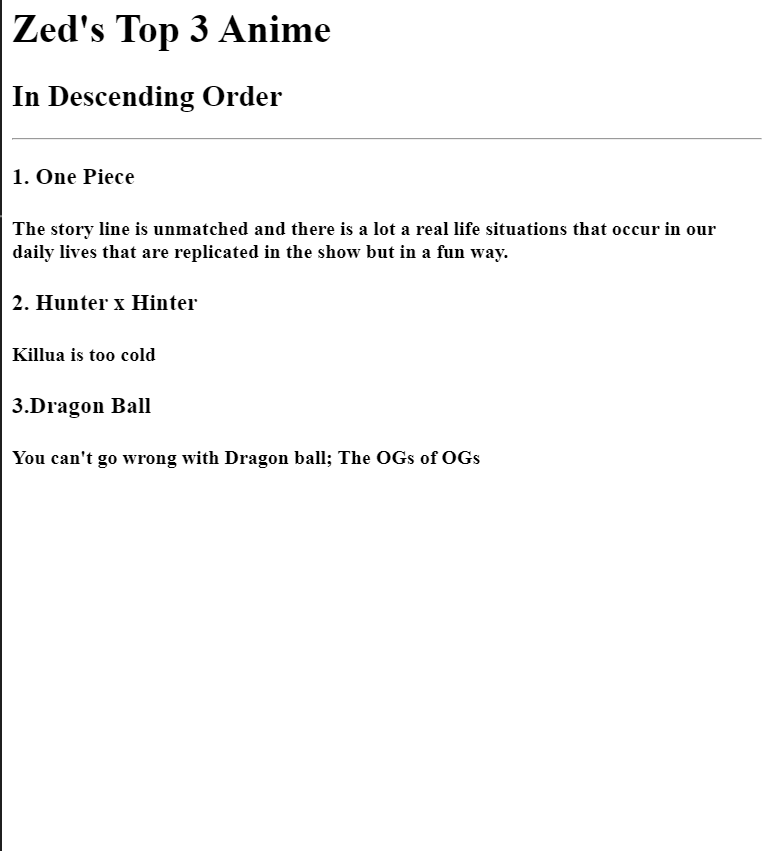 Zed's Top 3 Anime
In Descending Order
1. One Piece
The story line is unmatched and there is a lot a real life situations that occur in our
daily lives that are replicated in the show but in a fun way.
2. Hunter x Hinter
Killua is too cold
3.Dragon Ball
You can't go wrong with Dragon ball; The OGs of OGs